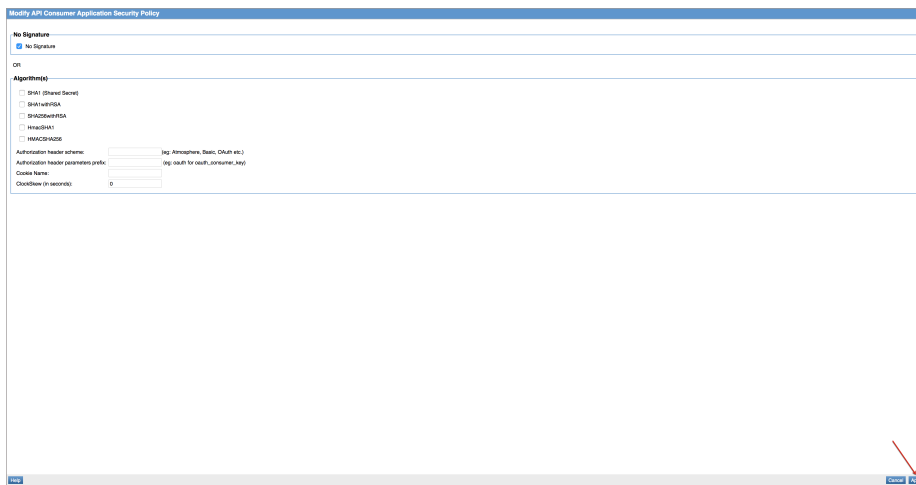 Modify API Consumer Application Security Policy
No Signature
No Signature
OR
Algorithm(s)
SHA1 (Shared Secret)
SHA1withRSA
SHA256withRSA
HmacSHA1
HMACSHA256
Authorization header scheme: (eg: Atmosphere, Basic, OAuth etc.)
Authorization header parameters prefix: (eg: oauth for oauth_consumer_key)
Cookie Name:
ClockSkew (in seconds): 0
Help Cancel